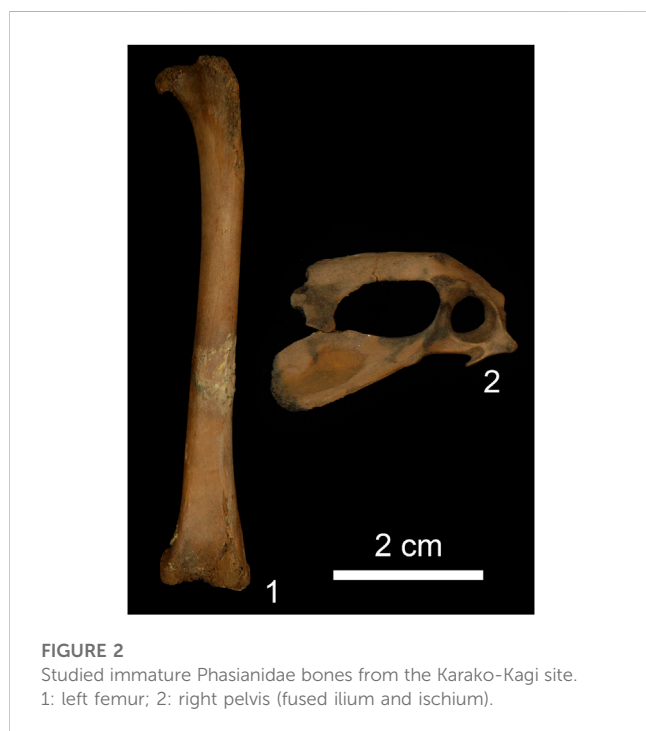 2
2 cm
1
FIGURE 2
Studied immature Phasianidae bones from the Karako-Kagi site.
1: left femur; 2: right pelvis (fused ilium and ischium).